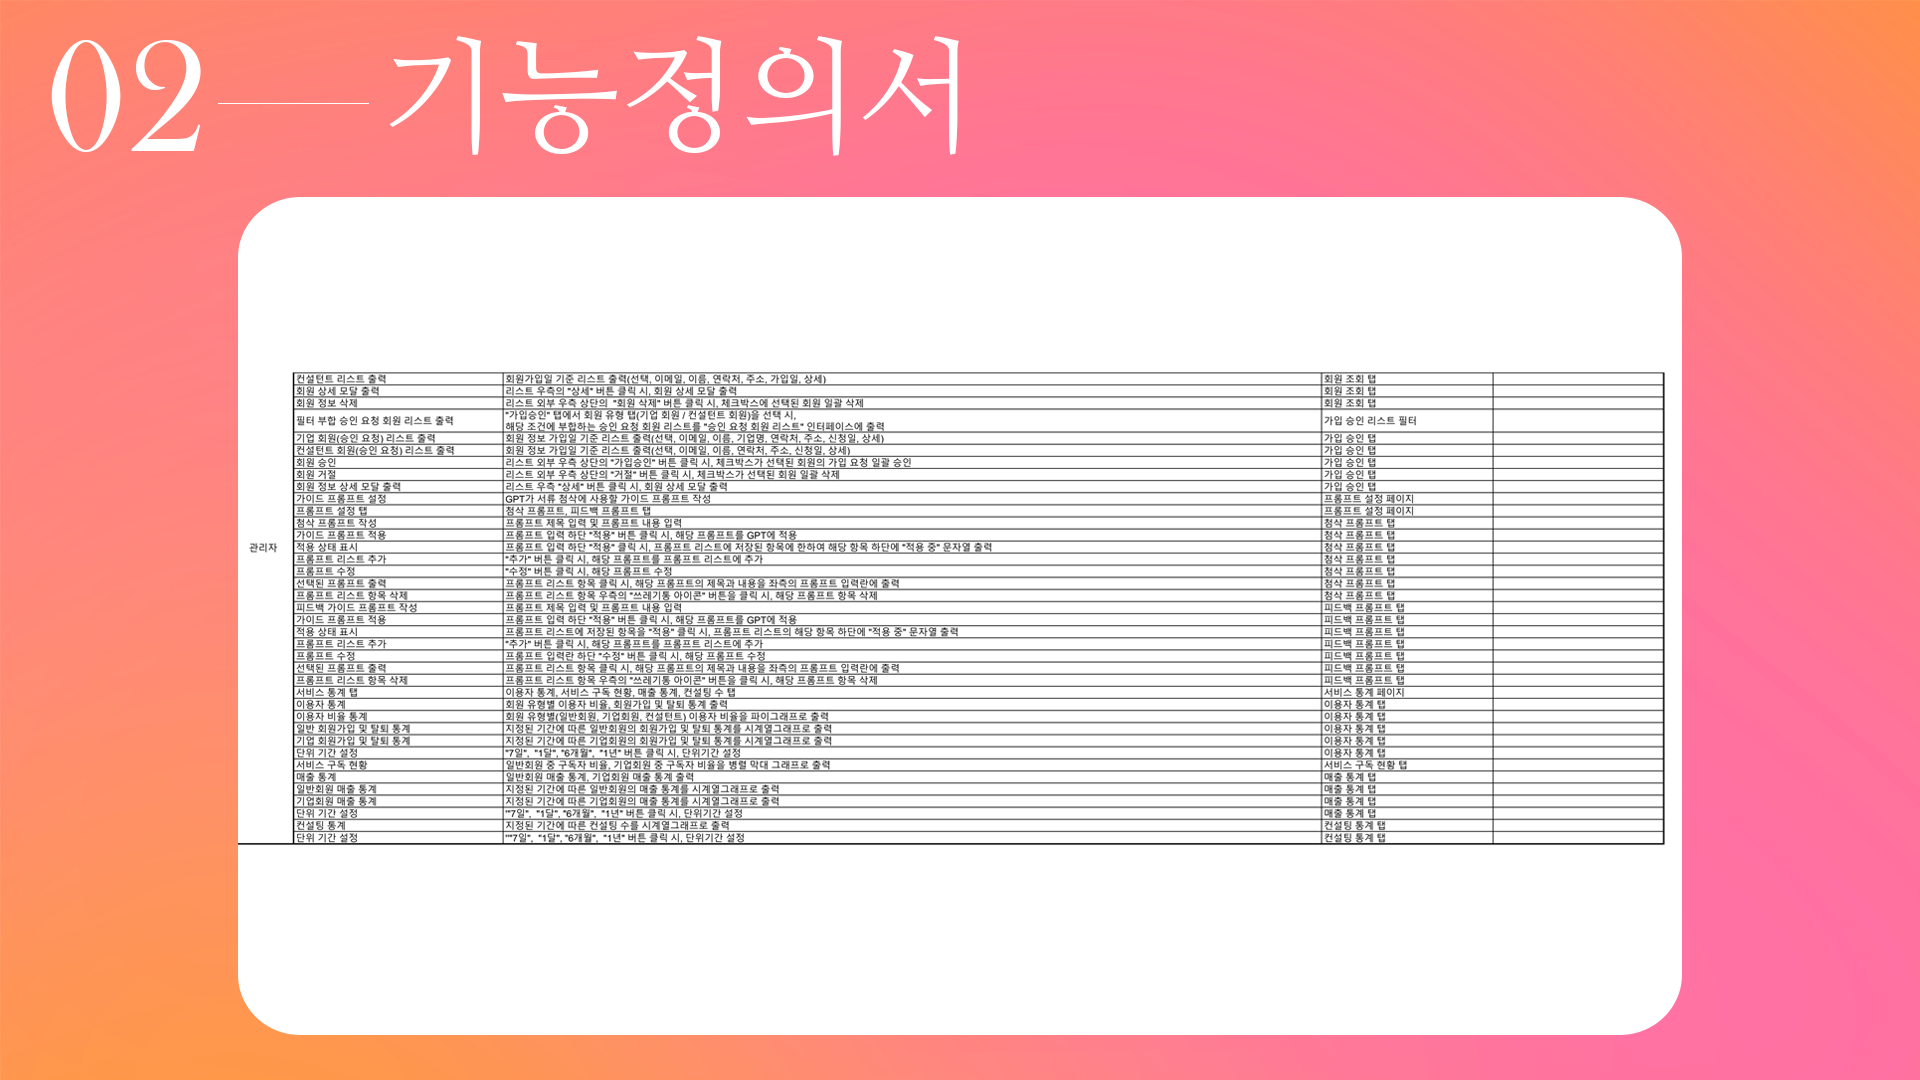 02 기능정의서
컨설턴트 리스트 출력 회원가입일 기준 리스트 출력(선택, 이메일, 이름, 연락처, 주소, 가입일, 상세) 회원 조회 탭
회원 상세 모달 출력 리스트 우측의 "상세" 버튼 클릭 시, 회원 상세 모달 출력 회원 조회 탭
회원 정보 삭제 리스트 외부 우측 상단의 "회원 삭제" 버튼 클릭 시, 체크박스에 선택된 회원 일괄 삭제 회원 조회 탭
필터 부합 승인 요청 회원 리스트 출력 "가입승인" 탭에서 회원 유형 탭(기업 회원 / 컨설턴트 회원)을 선택 시,
해당 조건에 부합하는 승인 요청 회원 리스트를 "승인 요청 회원 리스트" 인터페이스에 출력 가입 승인 리스트 필터
기업 회원(승인 요청) 리스트 출력 회원 정보 가입일 기준 리스트 출력(선택, 이메일, 이름, 기업명, 연락처, 주소, 신청일, 상세) 가입 승인 탭
컨설턴트 회원(승인 요청) 리스트 출력 회원 정보 가입일 기준 리스트 출력(선택, 이메일, 이름, 연락처, 주소, 신청일, 상세) 가입 승인 탭
회원 승인 리스트 외부 우측 상단의 "가입승인" 버튼 클릭 시, 체크박스가 선택된 회원의 가입 요청 일괄 승인 가입 승인 탭
회원 거절 리스트 외부 우측 상단의 "거절" 버튼 클릭 시, 체크박스가 선택된 회원 일괄 삭제 가입 승인 탭
회원 정보 상세 모달 출력 리스트 우측 "상세" 버튼 클릭 시, 회원 상세 모달 출력 가입 승인 탭
가이드 프롬프트 설정 GPT가 서류 첨삭에 사용할 가이드 프롬프트 작성 프롬프트 설정 페이지
프롬프트 설정 탭 첨삭 프롬프트, 피드백 프롬프트 탭 프롬프트 설정 페이지
첨삭 프롬프트 작성 프롬프트 제목 입력 및 프롬프트 내용 입력 첨삭 프롬프트 탭
가이드 프롬프트 적용 프롬프트 입력 하단 "적용" 버튼 클릭 시, 해당 프롬프트를 GPT에 적용 첨삭 프롬프트 탭
관리자 적용 상태 표시 프롬프트 입력 하단 "적용" 클릭 시, 프롬프트 리스트에 저장된 항목에 한하여 해당 항목 하단에 "적용 중" 문자열 출력 첨삭 프롬프트 탭
프롬프트 리스트 추가 "추가" 버튼 클릭 시, 해당 프롬프트를 프롬프트 리스트에 추가 첨삭 프롬프트 탭
프롬프트 수정 "수정" 버튼 클릭 시, 해당 프롬프트 수정 첨삭 프롬프트 탭
선택된 프롬프트 출력 프롬프트 리스트 항목 클릭 시, 해당 프롬프트의 제목과 내용을 좌측의 프롬프트 입력란에 출력 첨삭 프롬프트 탭
프롬프트 리스트 항목 삭제 프롬프트 리스트 항목 우측의 "쓰레기통 아이콘" 버튼을 클릭 시, 해당 프롬프트 항목 삭제 첨삭 프롬프트 탭
피드백 가이드 프롬프트 작성 프롬프트 제목 입력 및 프롬프트 내용 입력 피드백 프롬프트 탭
가이드 프롬프트 적용 프롬프트 입력 하단 "적용" 버튼 클릭 시, 해당 프롬프트를 GPT에 적용 피드백 프롬프트 탭
적용 상태 표시 프롬프트 리스트에 저장된 항목을 "적용" 클릭 시, 프롬프트 리스트의 해당 항목 하단에 "적용 중" 문자열 출력 피드백 프롬프트 탭
프롬프트 리스트 추가 "추가" 버튼 클릭 시, 해당 프롬프트를 프롬프트 리스트에 추가 피드백 프롬프트 탭
프롬프트 수정 프롬프트 입력란 하단 "수정" 버튼 클릭 시, 해당 프롬프트 수정 피드백 프롬프트 탭
선택된 프롬프트 출력 프롬프트 리스트 항목 클릭 시, 해당 프롬프트의 제목과 내용을 좌측의 프롬프트 입력란에 출력 피드백 프롬프트 탭
프롬프트 리스트 항목 삭제 프롬프트 리스트 항목 우측의 "쓰레기통 아이콘" 버튼을 클릭 시, 해당 프롬프트 항목 삭제 피드백 프롬프트 탭
서비스 통계 탭 이용자 통계, 서비스 구독 현황, 매출 통계, 컨설팅 수 탭 서비스 통계 페이지
이용자 통계 회원 유형별 이용자 비율, 회원가입 및 탈퇴 통계 출력 이용자 통계 탭
이용자 비율 통계 회원 유형별(일반회원, 기업회원, 컨설턴트) 이용자 비율을 파이그래프로 출력 이용자 통계 탭
일반 회원가입 및 탈퇴 통계 지정된 기간에 따른 일반회원의 회원가입 및 탈퇴 통계를 시계열그래프로 출력 이용자 통계 탭
기업 회원가입 및 탈퇴 통계 지정된 기간에 따른 기업회원의 회원가입 및 탈퇴 통계를 시계열그래프로 출력 이용자 통계 탭
단위 기간 설정 "7일", "1달", "6개월", "1년" 버튼 클릭 시, 단위기간 설정 이용자 통계 탭
서비스 구독 현황 일반회원 중 구독자 비율, 기업회원 중 구독자 비율을 병렬 막대 그래프로 출력 서비스 구독 현황 탭
매출 통계 일반회원 매출 통계, 기업회원 매출 통계 출력 매출 통계 탭
일반회원 매출 통계 지정된 기간에 따른 일반회원의 매출 통계를 시계열그래프로 출력 매출 통계 탭
기업회원 매출 통계 지정된 기간에 따른 기업회원의 매출 통계를 시계열그래프로 출력 매출 통계 탭
단위 기간 설정 ""7일", "1달", "6개월", "1년" 버튼 클릭 시, 단위기간 설정 매출 통계 탭
컨설팅 통계 지정된 기간에 따른 컨설팅 수를 시계열그래프로 출력 컨설팅 통계 탭
단위 기간 설정 ""7일", "1달", "6개월", "1년" 버튼 클릭 시, 단위기간 설정 컨설팅 통계 탭